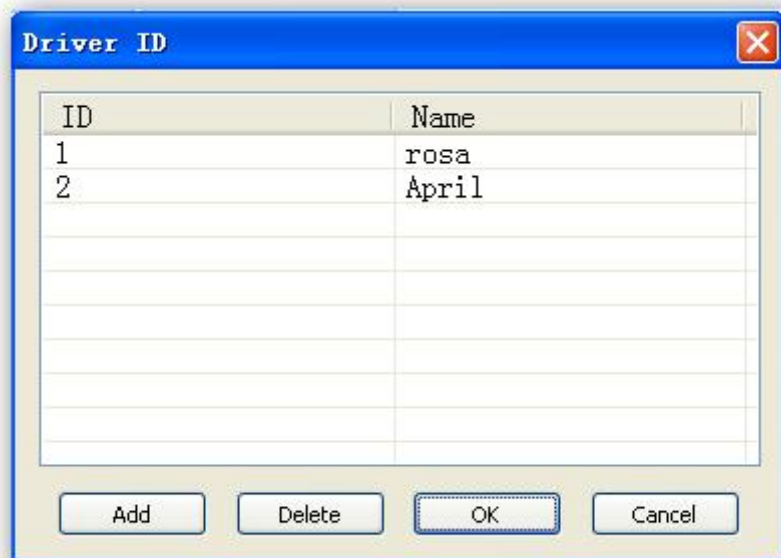 Driver ID
ID Name
1 rosa
2 April
Add Delete OK Cancel